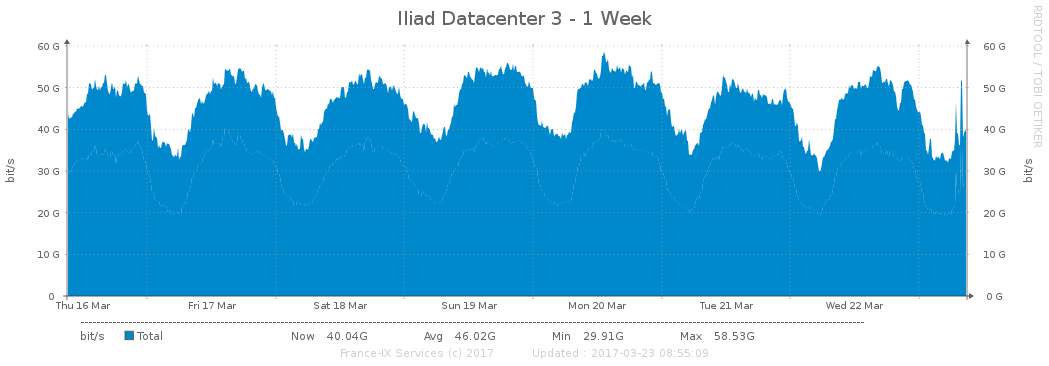 Iliad Datacenter 3 - 1 Week
RRDTOOL / TOBI OETIKER
60 G 60 G
50 G 50 G
40 G 40 G
30 G 30 G
20 G 20 G
10 G 10 G
0 0 G
bit/s bit/s
Thu 16 Mar Fri 17 Mar Sat 18 Mar Sun 19 Mar Mon 20 Mar Tue 21 Mar Wed 22 Mar
bit/s Total Now 40.04G Avg 46.02G Min 29.91G Max 58.53G
France-IX Services (c) 2017 Updated : 2017-03-23 08:55:09